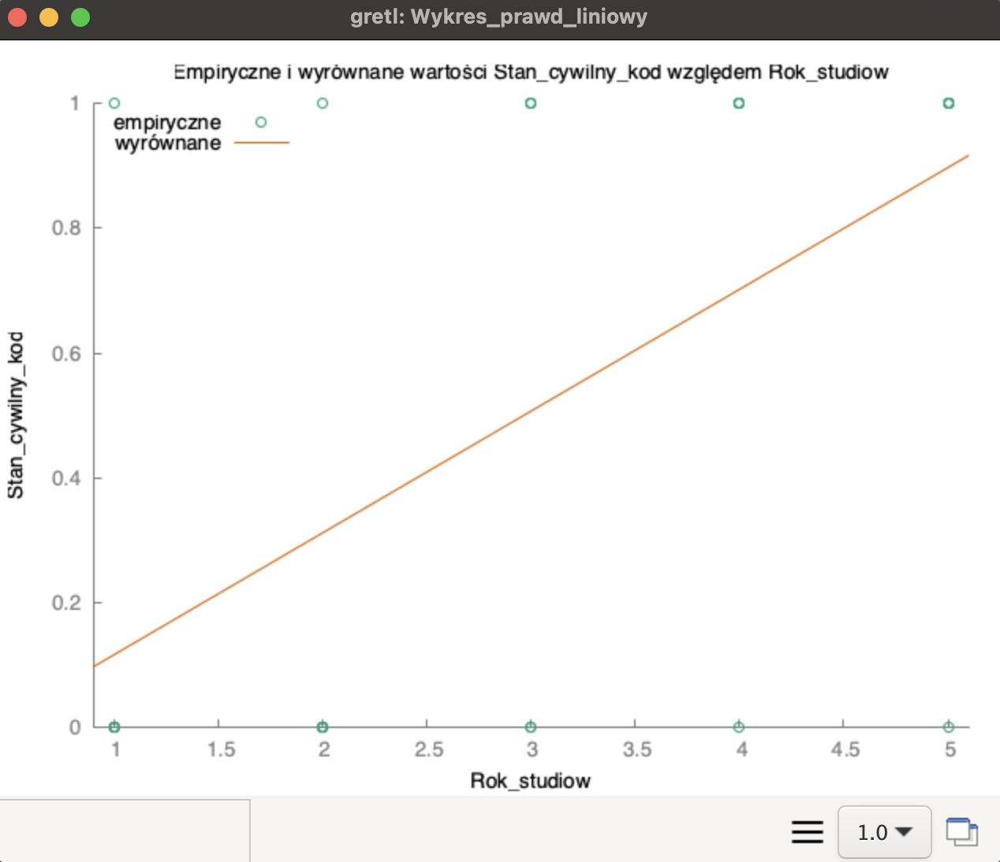 gretl: Wykres_prawd_liniowy
Empiryczne i wyrównane wartości Stan_cywilny_kod względem Rok_studiow
empiryczne
wyrównane
1
0.8
0.6
0.4
0.2
0
Stan_cywilny_kod
1 1.5 2 2.5 3 3.5 4 4.5 5
Rok_studiow
1.0